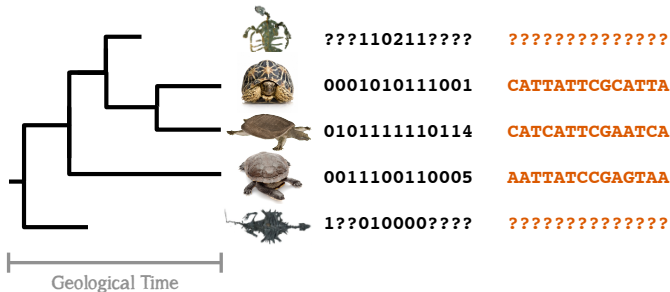 ???110211???? ??????????????
0001010111001 CATTATTCGCATTA
0101111110114 CATCATTCGAATCA
0011100110005 AATTATCCGAGTAA
1??010000???? ??????????????
Geological Time